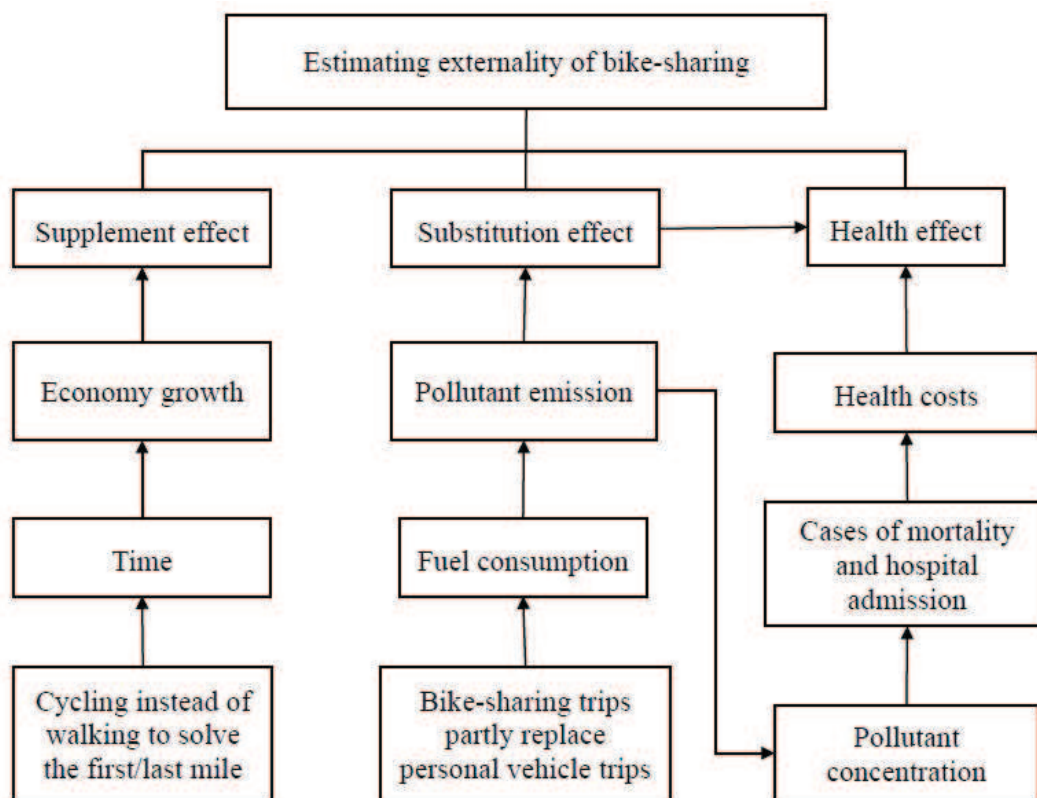 Estimating externality of bike-sharing
Supplement effect
Substitution effect
Health effect
Economy growth
Pollutant emission
Health costs
Time
Fuel consumption
Cases of mortality
and hospital
admission
Cycling instead of
walking to solve
the first/last mile
Bike-sharing trips
partly replace
personal vehicle trips
Pollutant
concentration